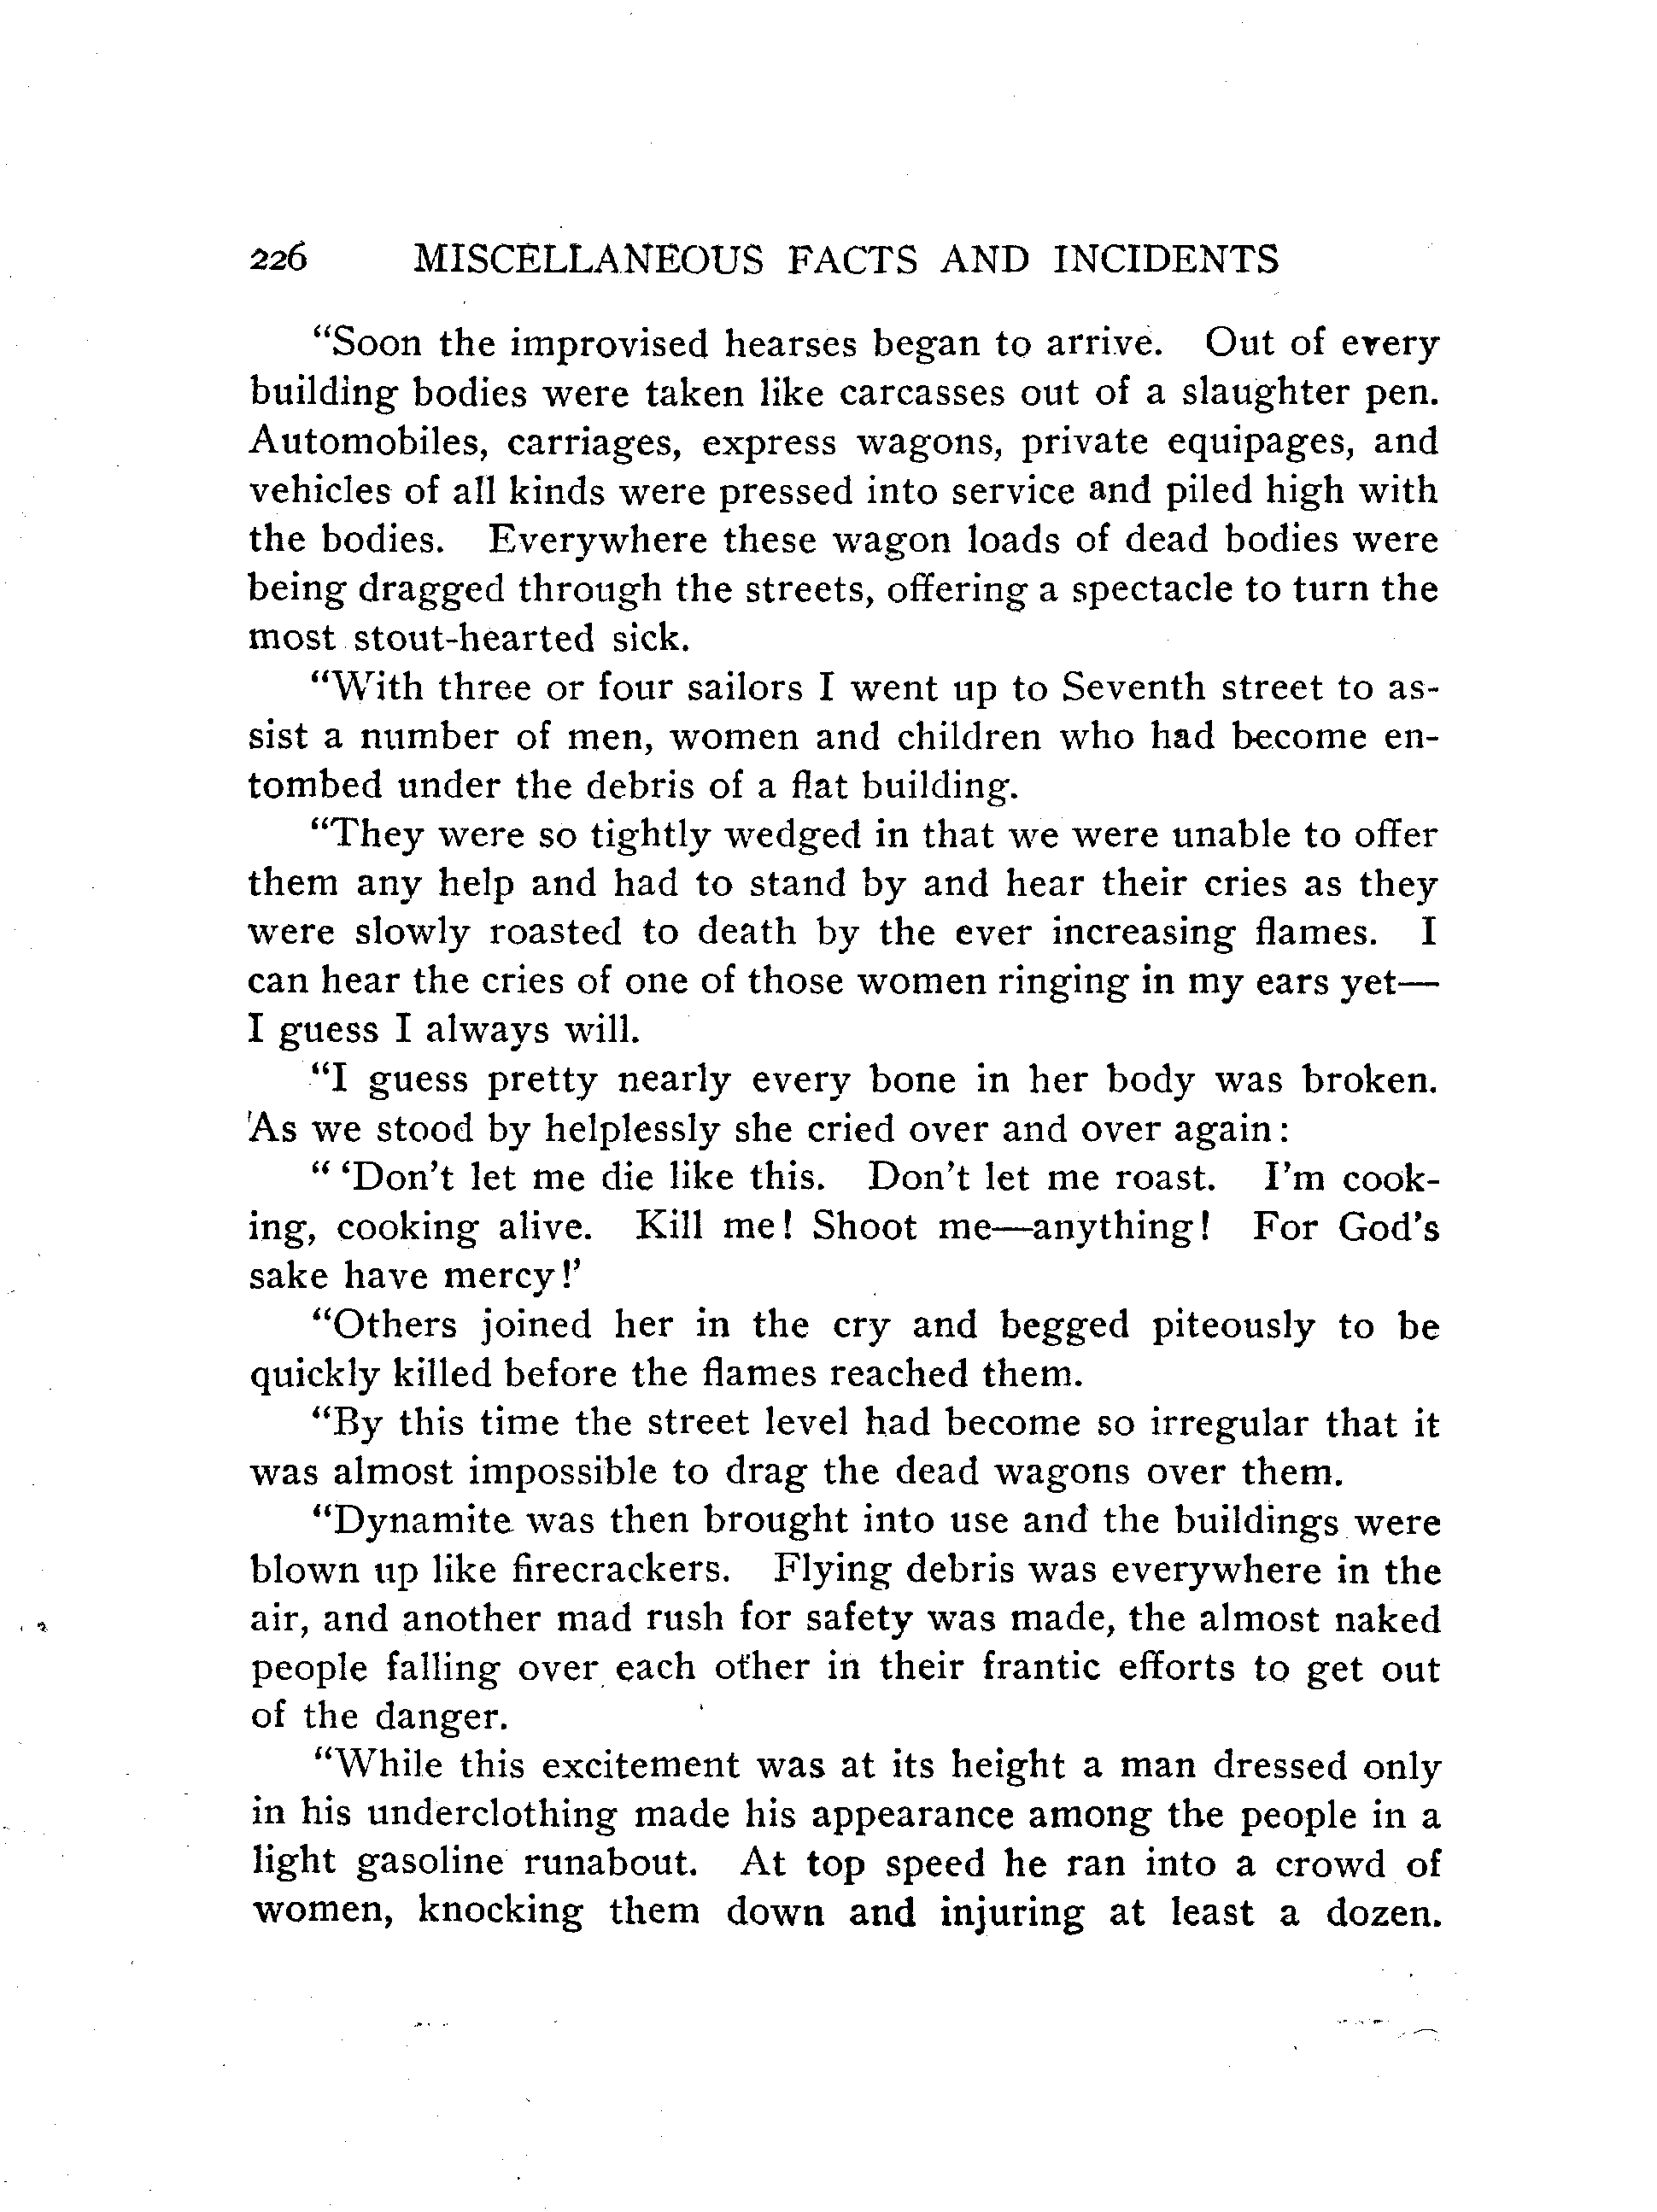 226 MISCELLANEOUS FACTS AND INCIDENTS
“Soon the improvised hearses began to arrive. Out of every
building bodies were taken like carcasses out of a slaughter pen.
Automobiles, carriages, express wagons, private equipages, and
vehicles of all kinds were pressed into service and piled high with
the bodies. Everywhere these wagon loads of dead bodies were
being dragged through the streets, offering a spectacle to turn the
most stout-hearted sick.
“With three or four sailors I went up to Seventh street to as-
sist a number of men, women and children who had become en-
tombed under the debris of a flat building.
“They were so tightly wedged in that we were unable to offer
them any help and had to stand by and hear their cries as they
were slowly roasted to death by the ever increasing flames. I
can hear the cries of one of those women ringing in my ears yet—
I guess I always will.
“I guess pretty nearly every bone in her body was broken.
'As we stood by helplessly she cried over and over again:
“ ‘Don't let me die like this. Don't let me roast. I'm cook-
ing, cooking alive. Kill me! Shoot me—anything! For God's
sake have mercy!’
“Others joined her in the cry and begged piteously to be
quickly killed before the flames reached them.
“By this time the street level had become so irregular that it
was almost impossible to drag the dead wagons over them.
“Dynamite was then brought into use and the buildings were
blown up like firecrackers. Flying debris was everywhere in the
air, and another mad rush for safety was made, the almost naked
people falling over each other in their frantic efforts to get out
of the danger.
“While this excitement was at its height a man dressed only
in his underclothing made his appearance among the people in a
light gasoline runabout. At top speed he ran into a crowd of
women, knocking them down and injuring at least a dozen.